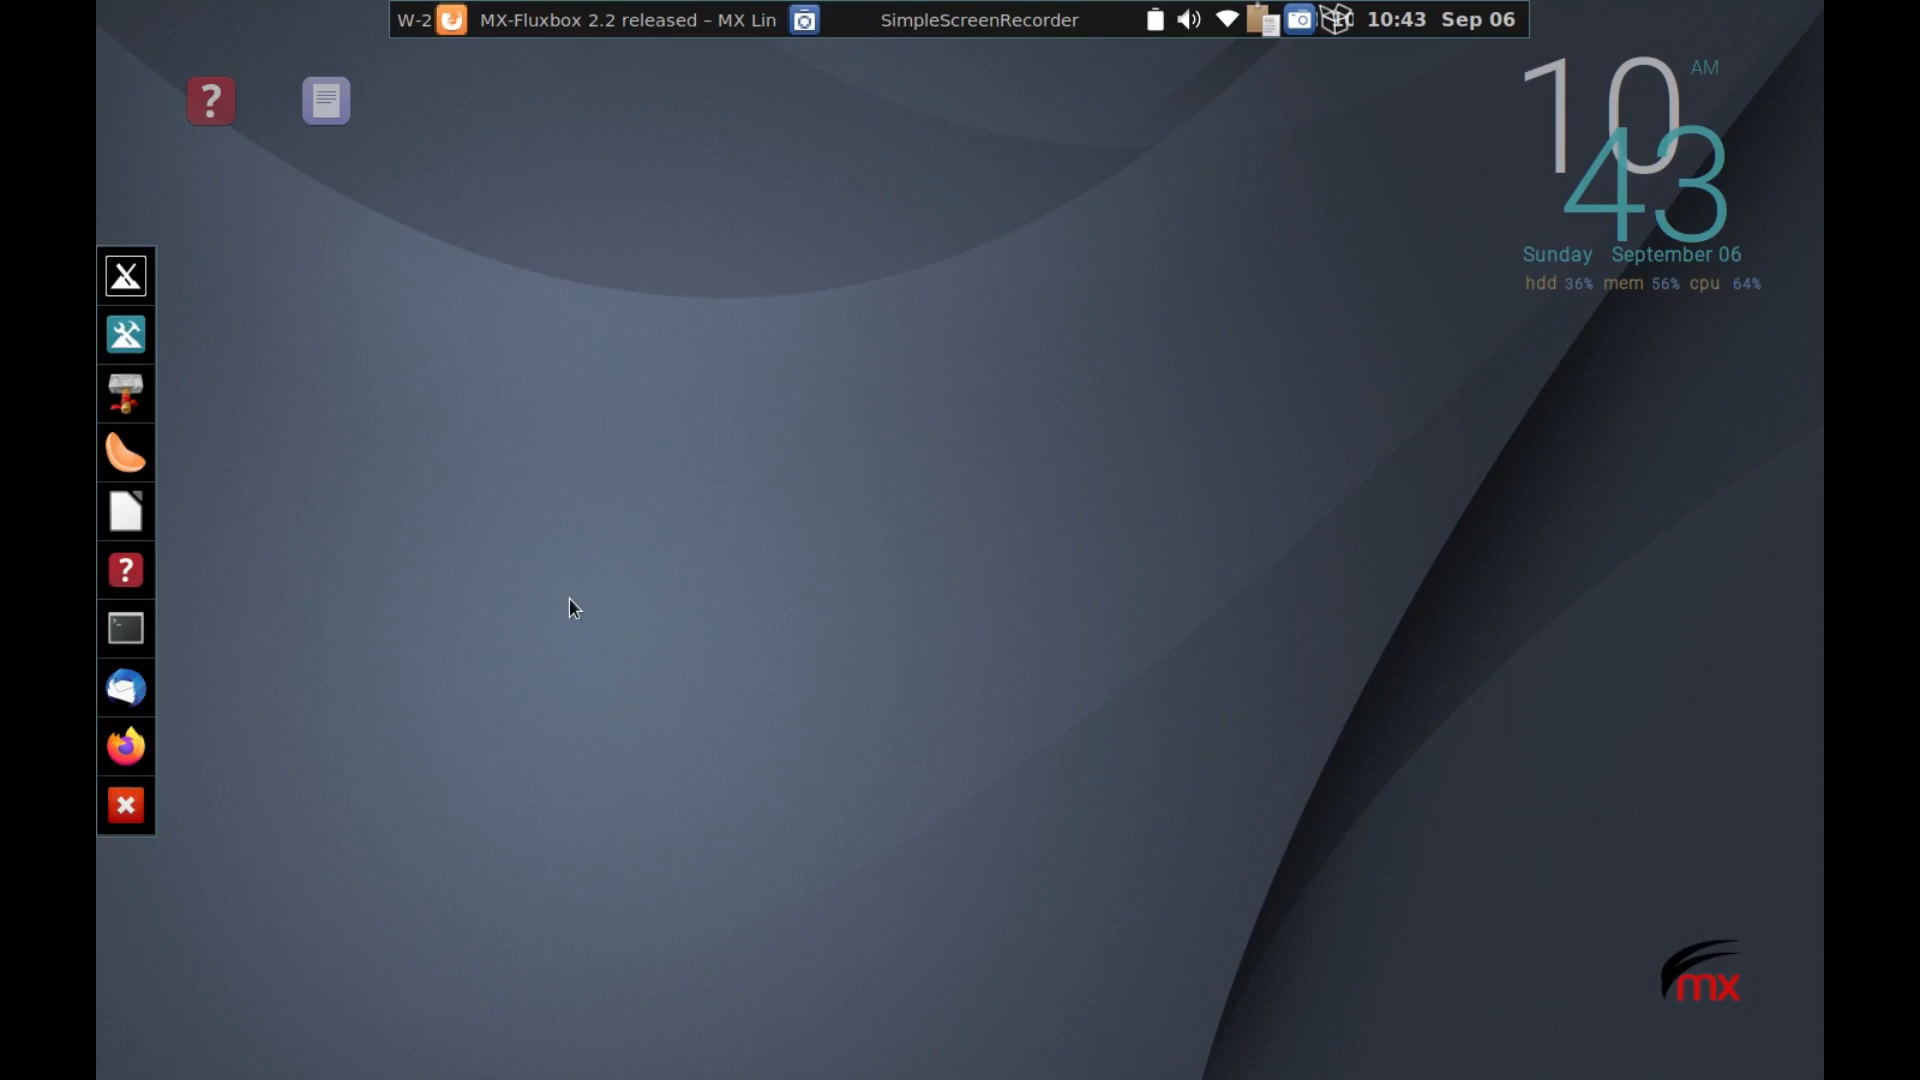 W-2 MX-Fluxbox 2.2 released – MX Lin SimpleScreenRecorder 10:43 Sep 06
10 AM
43
Sunday September 06
hdd 36% mem 56% cpu 64%
mx